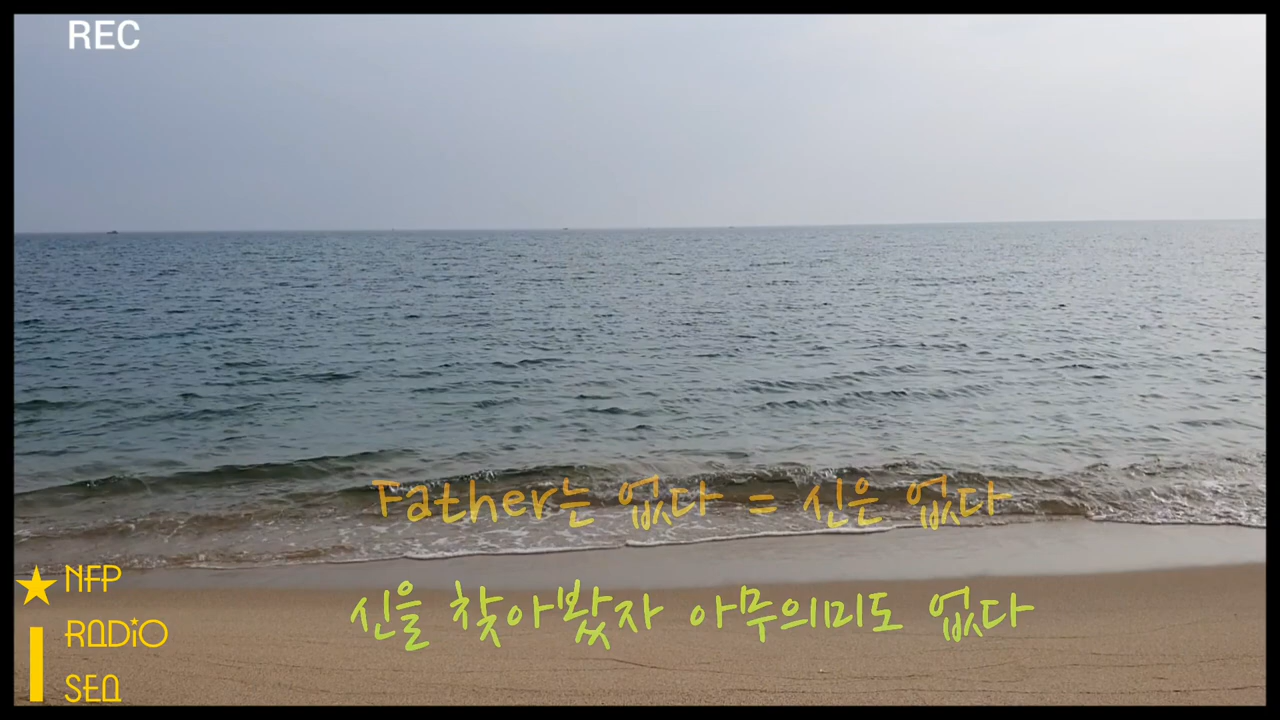 REC
Father는 없다 = 신은 없다
신을 찾아봤자 아무의미도 없다
NFP
RADiO
SEA